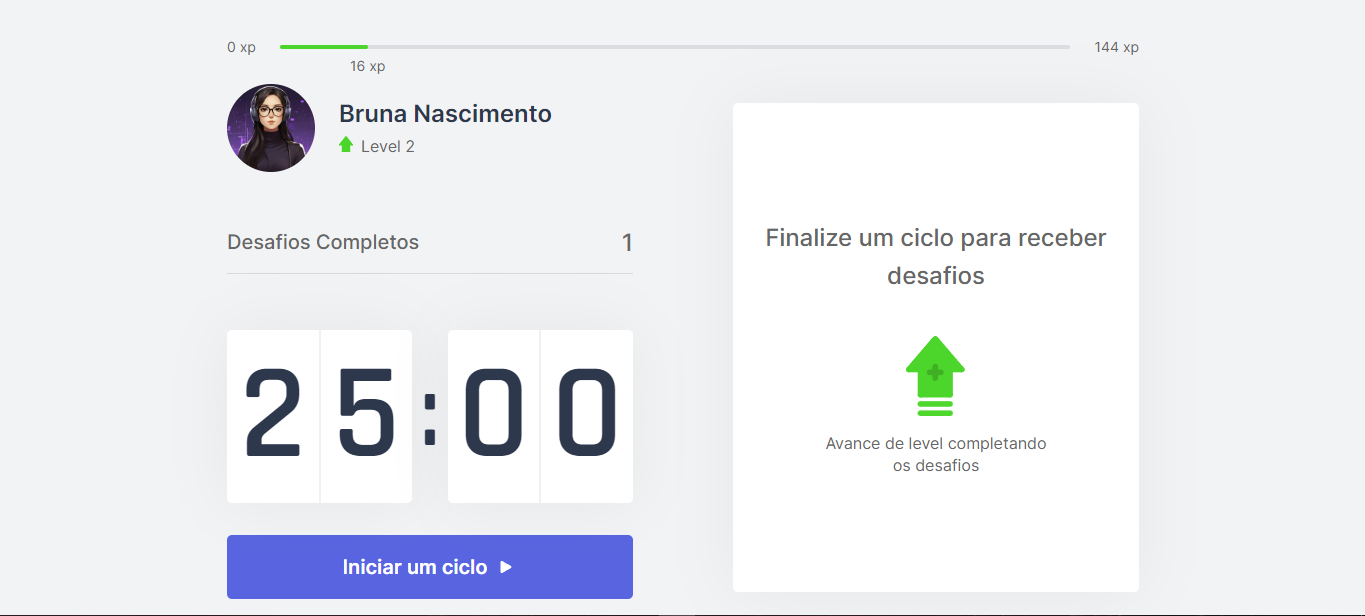 0 xp
144 xp
16 xp
Bruna Nascimento
Level 2
Desafios Completos
1
25:00
Iniciar um ciclo
Finalize um ciclo para receber
desafios
Avance de level completando
os desafios